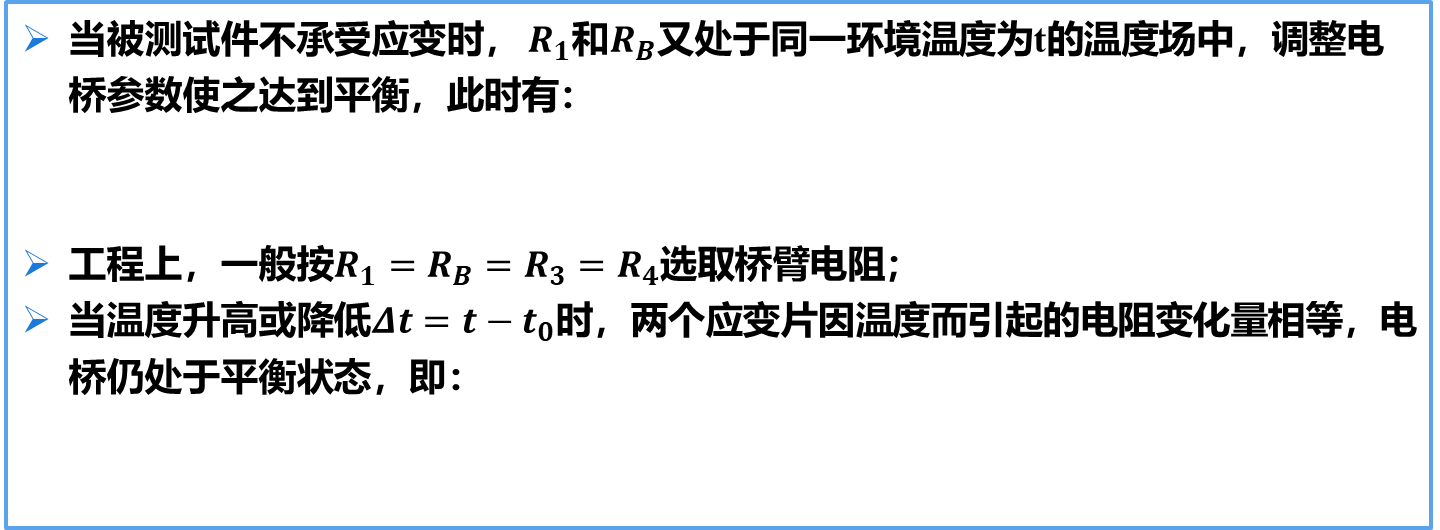 ➢ 当被测试件不承受应变时， R₁和R_B又处于同一环境温度为t的温度场中，调整电
桥参数使之达到平衡，此时有：
➢ 工程上，一般按R₁ = R_B = R₃ = R₄选取桥臂电阻；
➢ 当温度升高或降低Δt = t − t₀时，两个应变片因温度而引起的电阻变化量相等，电
桥仍处于平衡状态，即：